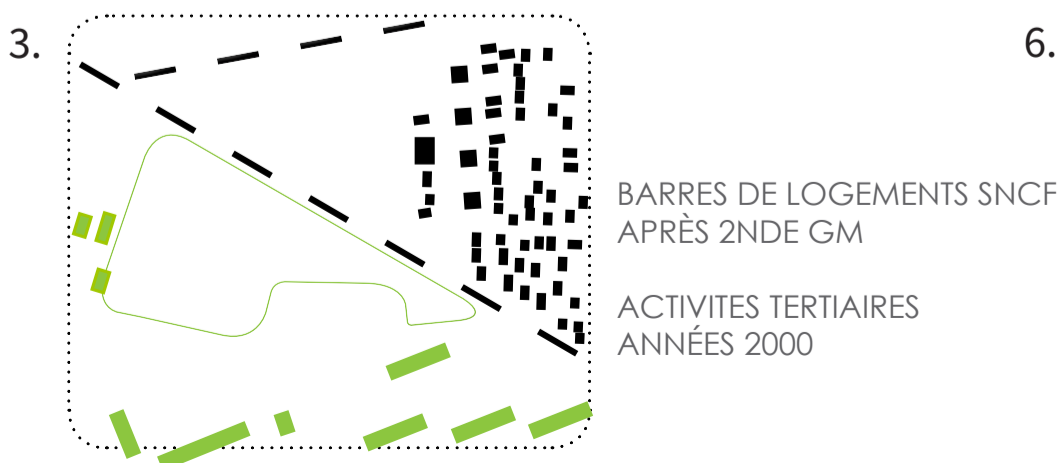 3.
6.
BARRES DE LOGEMENTS SNCF
APRÈS 2NDE GM
ACTIVITES TERTIAIRES
ANNÉES 2000